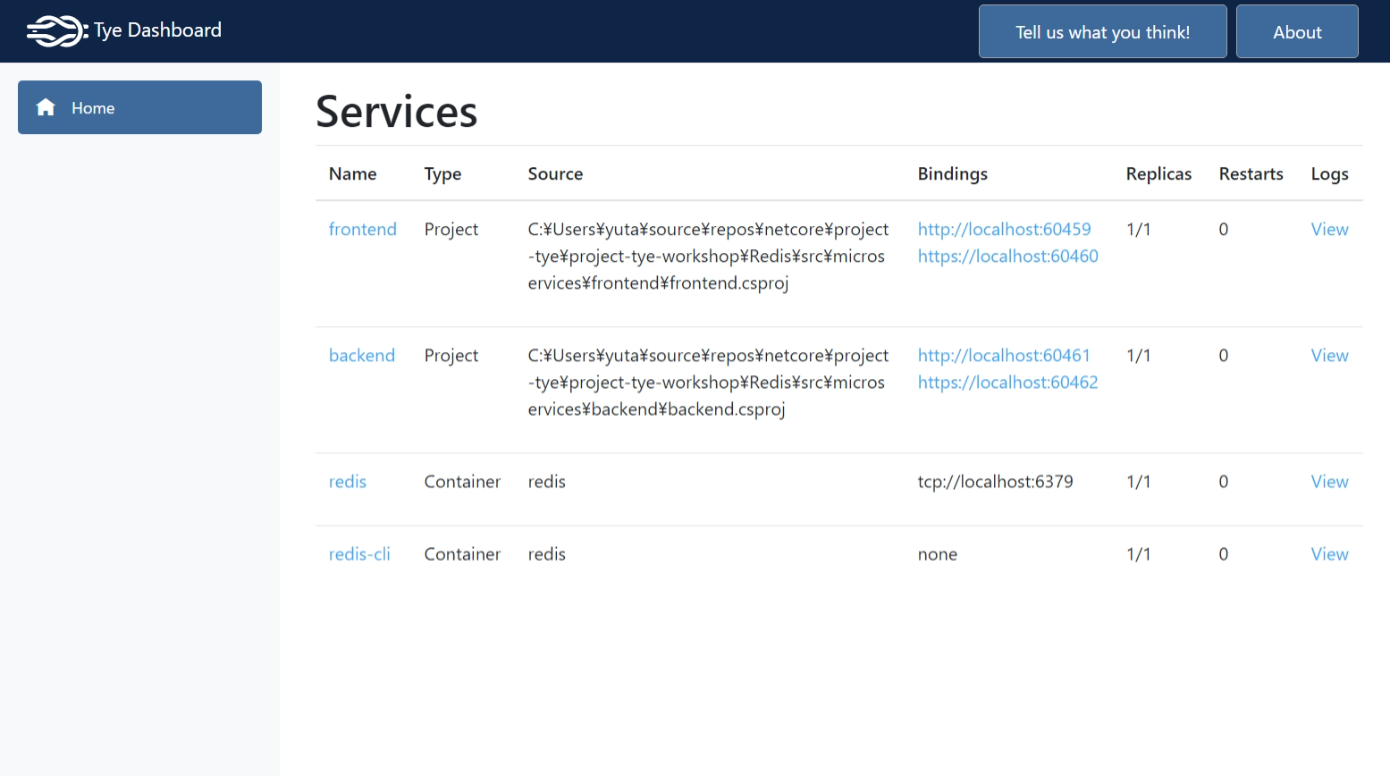 Tye Dashboard
Tell us what you think!
About
Home
Services
Name Type Source Bindings Replicas Restarts Logs
frontend Project C:¥Users¥yuta¥source¥repos¥netcore¥project http://localhost:60459 1/1 0 View
-tye¥project-tye-workshop¥Redis¥src¥micros https://localhost:60460
ervices¥frontend¥frontend.csproj
backend Project C:¥Users¥yuta¥source¥repos¥netcore¥project http://localhost:60461 1/1 0 View
-tye¥project-tye-workshop¥Redis¥src¥micros https://localhost:60462
ervices¥backend¥backend.csproj
redis Container redis tcp://localhost:6379 1/1 0 View
redis-cli Container redis none 1/1 0 View